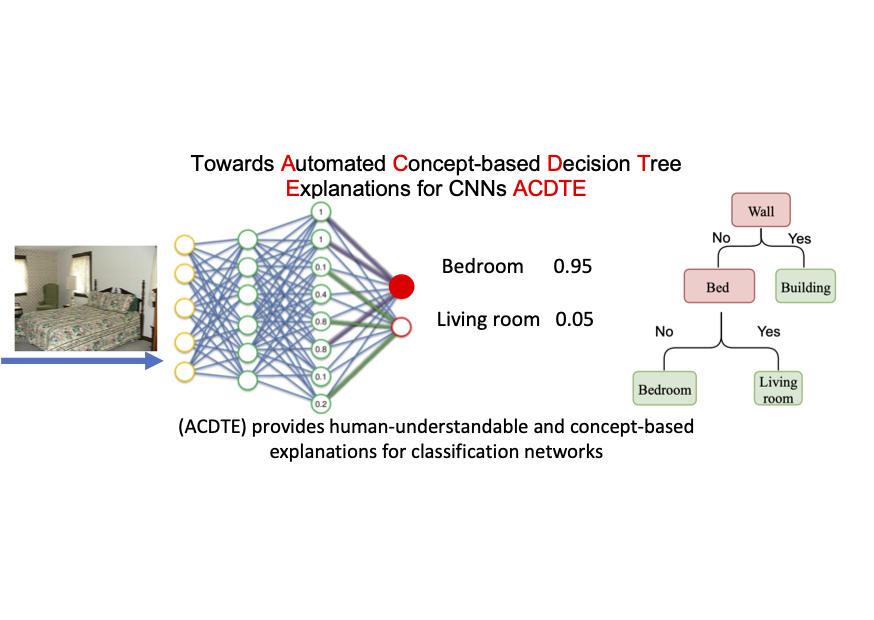 Towards Automated Concept-based Decision Tree
Explanations for CNNs ACDTE
1
1
0.1
0.4
0.8
0.8
0.1
0.2
Bedroom 0.95
Living room 0.05
Wall
No Yes
Bed Building
No Yes
Bedroom Living
room
(ACDTE) provides human-understandable and concept-based
explanations for classification networks